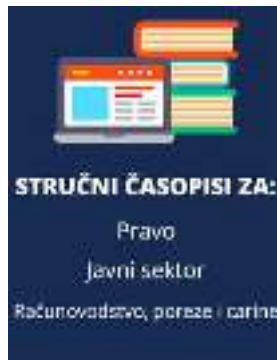 STRUČNI ČASOPISI ZA:
Pravo
Javni sektor
Računovodstvo, poreze i carine